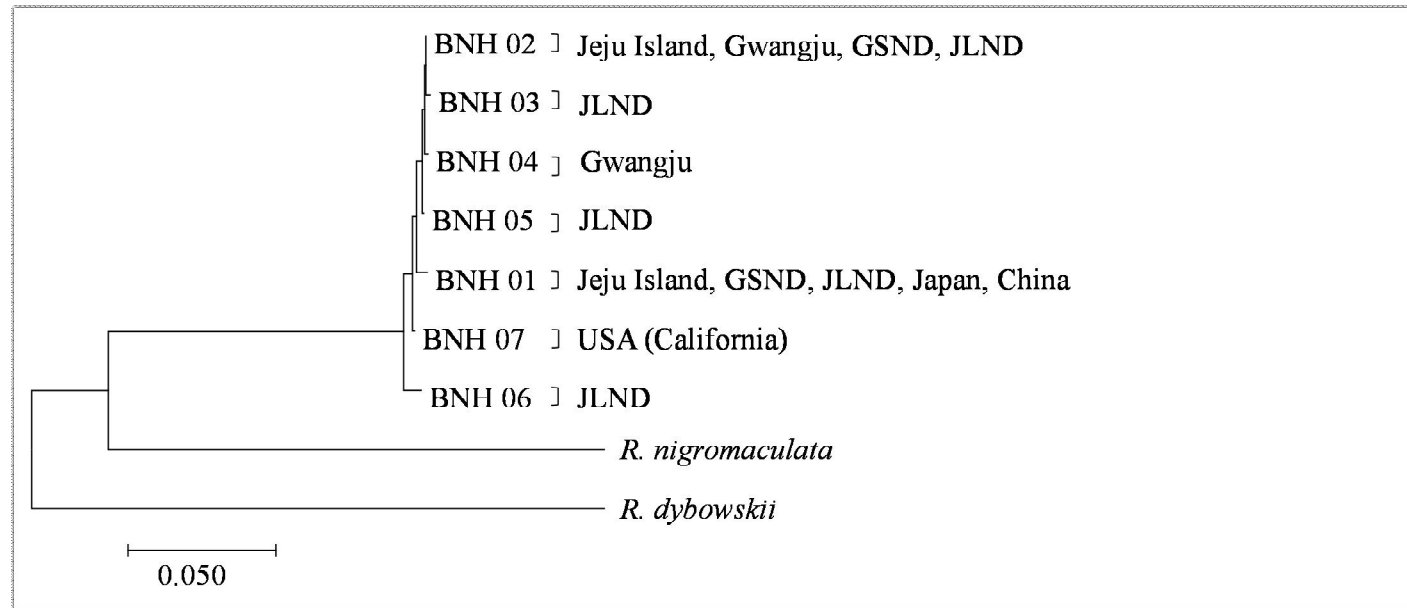 BNH 02 Jeju Island, Gwangju, GSND, JLND
BNH 03 JLND
BNH 04 Gwangju
BNH 05 JLND
BNH 01 Jeju Island, GSND, JLND, Japan, China
BNH 07 USA (California)
BNH 06 JLND
R. nigromaculata
R. dybowskii
0.050